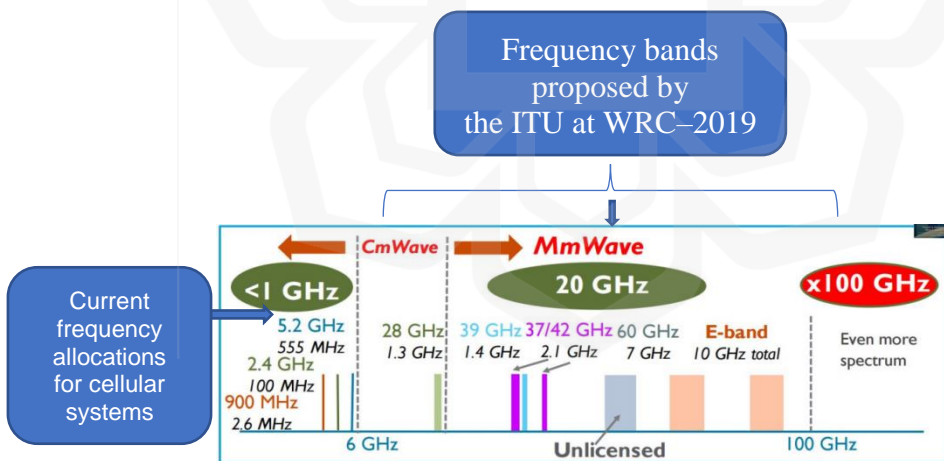 Frequency bands
proposed by
the ITU at WRC–2019
Current
frequency
allocations
for cellular
systems
CmWave
MmWave
<1 GHz
20 GHz
x100 GHz
5.2 GHz
555 MHz
2.4 GHz
100 MHz
900 MHz
2.6 MHz
28 GHz
1.3 GHz
39 GHz
1.4 GHz
37/42 GHz
2.1 GHz
60 GHz
7 GHz
E-band
10 GHz total
Even more
spectrum
6 GHz
Unlicensed
100 GHz